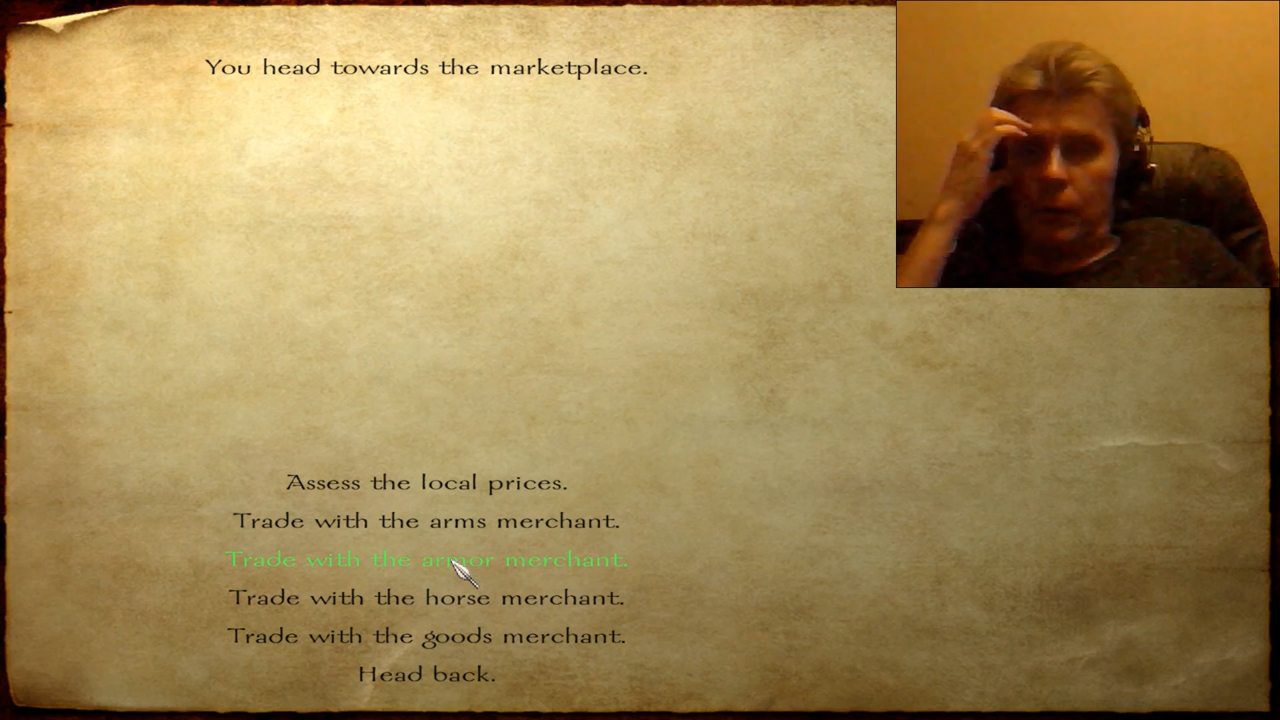 You head towards the marketplace.
Assess the local prices.
Trade with the arms merchant.
Trade with the armor merchant.
Trade with the horse merchant.
Trade with the goods merchant.
Head back.